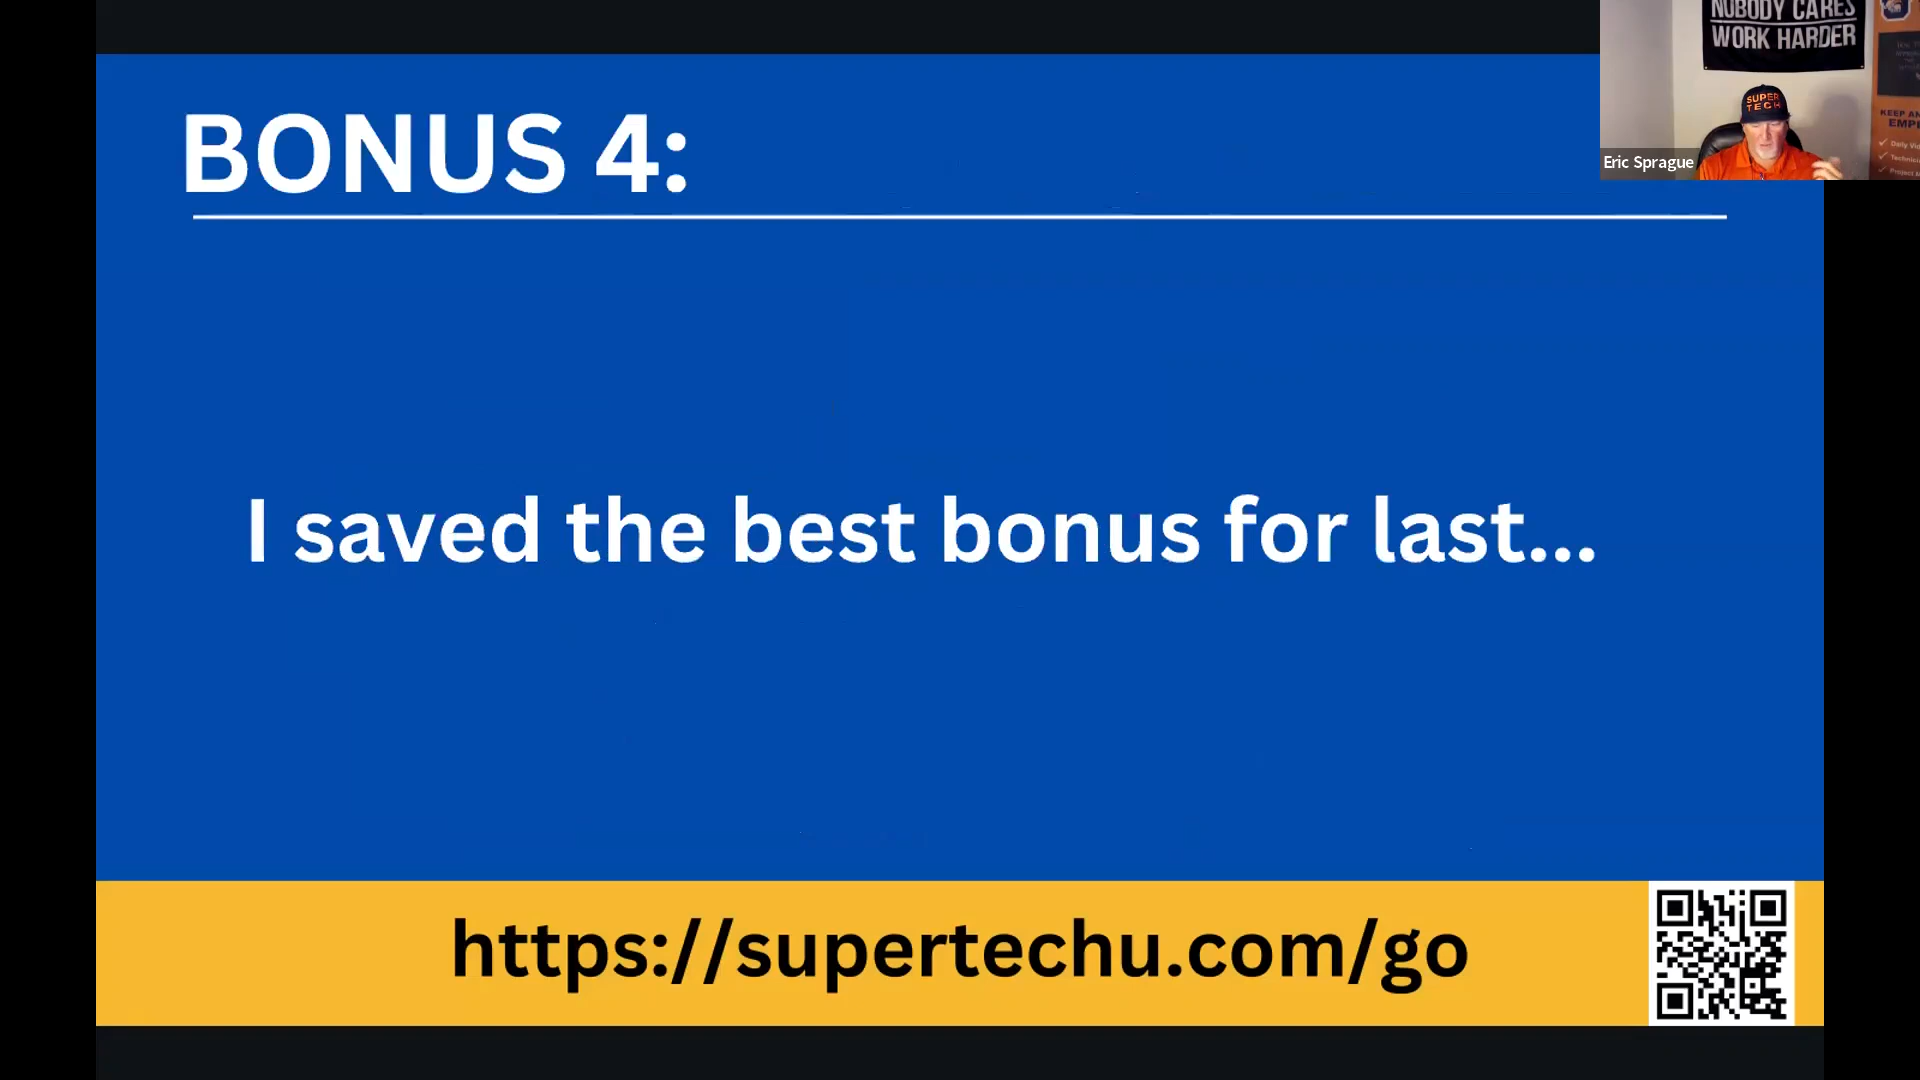 BONUS 4:
NOBODY CARES
WORK HARDER
SUPER
TECH
Eric Sprague
I saved the best bonus for last...
https://supertechu.com/go